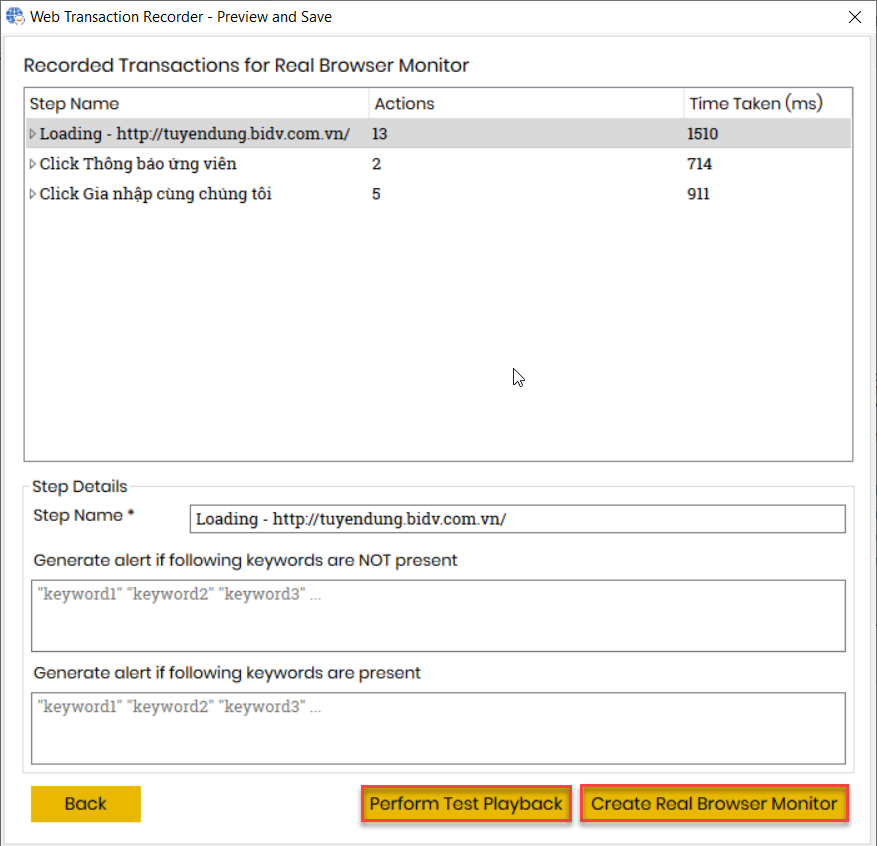 Web Transaction Recorder - Preview and Save
Recorded Transactions for Real Browser Monitor
Step Name Actions Time Taken (ms)
Loading - http://tuyendung.bidv.com.vn/ 13 1510
Click Thông báo ứng viên 2 714
Click Gia nhập cùng chúng tôi 5 911
Step Details
Step Name * Loading - http://tuyendung.bidv.com.vn/
Generate alert if following keywords are NOT present
"keyword1" "keyword2" "keyword3" ...
Generate alert if following keywords are present
"keyword1" "keyword2" "keyword3" ...
Back Perform Test Playback Create Real Browser Monitor